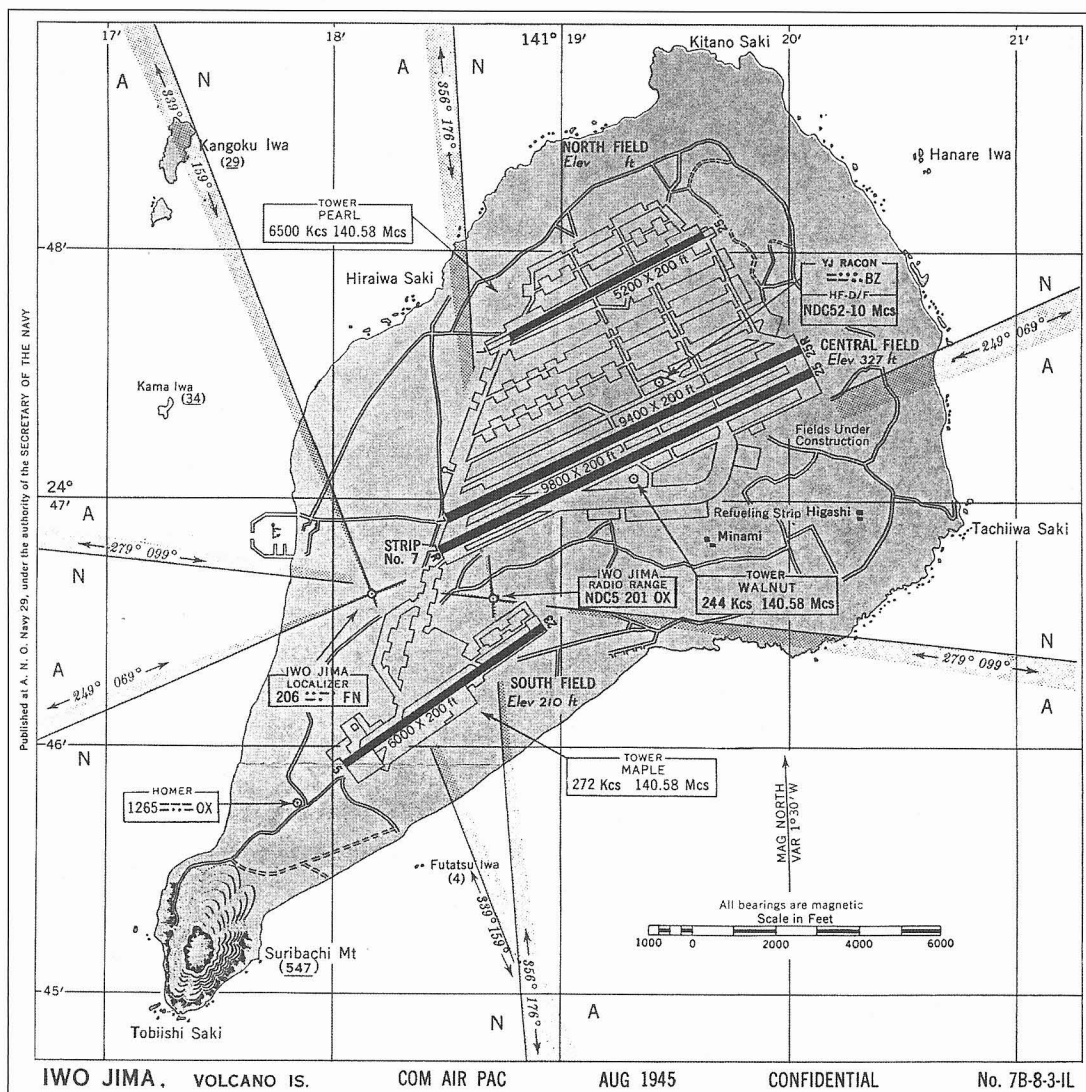 17'
18'
141°
19'
20'
21'
Kitano Saki
A
N
A
N
339°
159°
356° 176°
Kangoku Iwa
(29)
NORTH FIELD
Elev ft
Hanare Iwa
TOWER
PEARL
6500 Kcs 140.58 Mcs
48'
25
5200 X 200 ft
Hiraiwa Saki
YJ RACON
BZ
HF-D/F
NDC52-10 Mcs
N
249° 069°
A
CENTRAL FIELD
Elev 327 ft
25R
25
Kama Iwa
(34)
9400 X 200 ft
9800 X 200 ft
Fields Under
Construction
24°
47'
Refueling Strip
Higashi
Minami
Tachiiwa Saki
A
279° 099°
N
STRIP
No. 7
IWO JIMA
RADIO RANGE
NDC5 201 OX
TOWER
WALNUT
244 Kcs 140.58 Mcs
N
279° 099°
A
A
249° 069°
N
IWO JIMA
LOCALIZER
206 FN
SOUTH FIELD
Elev 210 ft
6000 X 200 ft
46'
TOWER
MAPLE
272 Kcs 140.58 Mcs
HOMER
1265 OX
MAG NORTH
VAR 1°30'W
Futatsu Iwa
(4)
339° 159°
356° 176°
All bearings are magnetic
Scale in Feet
1000 0 2000 4000 6000
Suribachi Mt
(547)
45'
Tobiishi Saki
N
A
Published at A. N. O. Navy 29, under the authority of the SECRETARY OF THE NAVY
IWO JIMA, VOLCANO IS. COM AIR PAC AUG 1945 CONFIDENTIAL No. 7B-8-3-IL